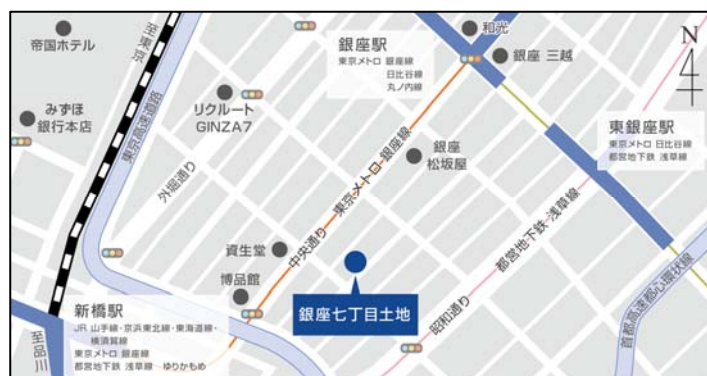 帝国ホテル
至東京
みずほ
銀行本店
東京高速道路
リクルート
GINZA7
外堀通り
銀座駅
東京メトロ 銀座線
日比谷線
丸ノ内線
和光
銀座 三越
N
東銀座駅
東京メトロ 日比谷線
都営地下鉄 浅草線
銀座
松坂屋
東京メトロ・銀座線
中央通り
資生堂
博品館
銀座七丁目土地
都営地下鉄・浅草線
昭和通り
首都高速都心環状線
新橋駅
JR 山手線・京浜東北線・東海道線・
横須賀線
東京メトロ 銀座線
都営地下鉄 浅草線 ゆりかもめ
至品川